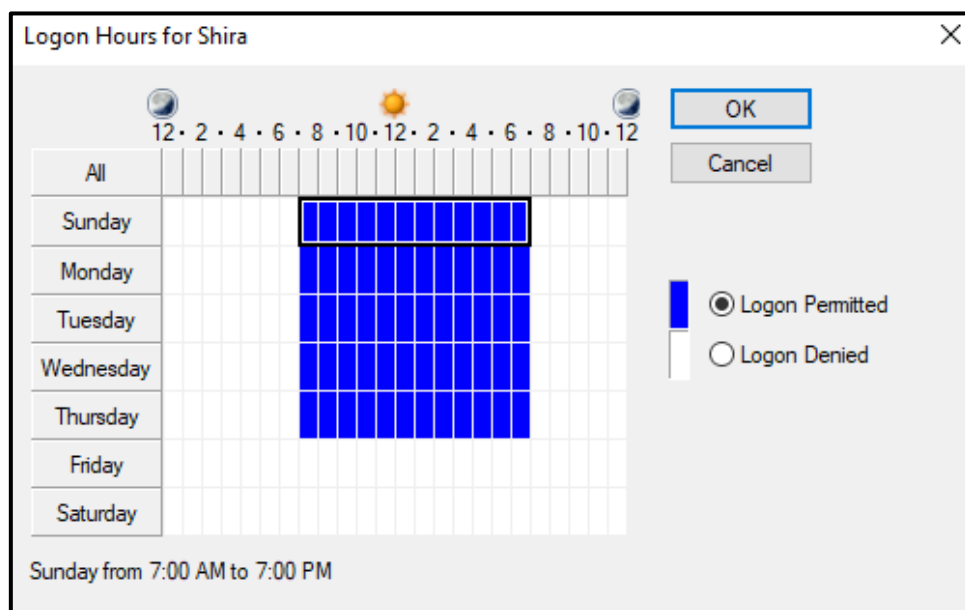 Logon Hours for Shira
12 · 2 · 4 · 6 · 8 · 10 · 12 · 2 · 4 · 6 · 8 · 10 · 12
OK
Cancel
All
Sunday
Monday
Tuesday
Wednesday
Thursday
Friday
Saturday
Logon Permitted
Logon Denied
Sunday from 7:00 AM to 7:00 PM